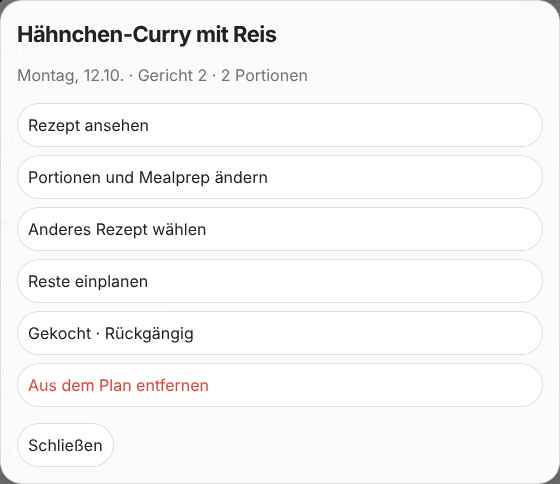 Hähnchen-Curry mit Reis
Montag, 12.10. · Gericht 2 · 2 Portionen
Rezept ansehen
Portionen und Mealprep ändern
Anderes Rezept wählen
Reste einplanen
Gekocht · Rückgängig
Aus dem Plan entfernen
Schließen